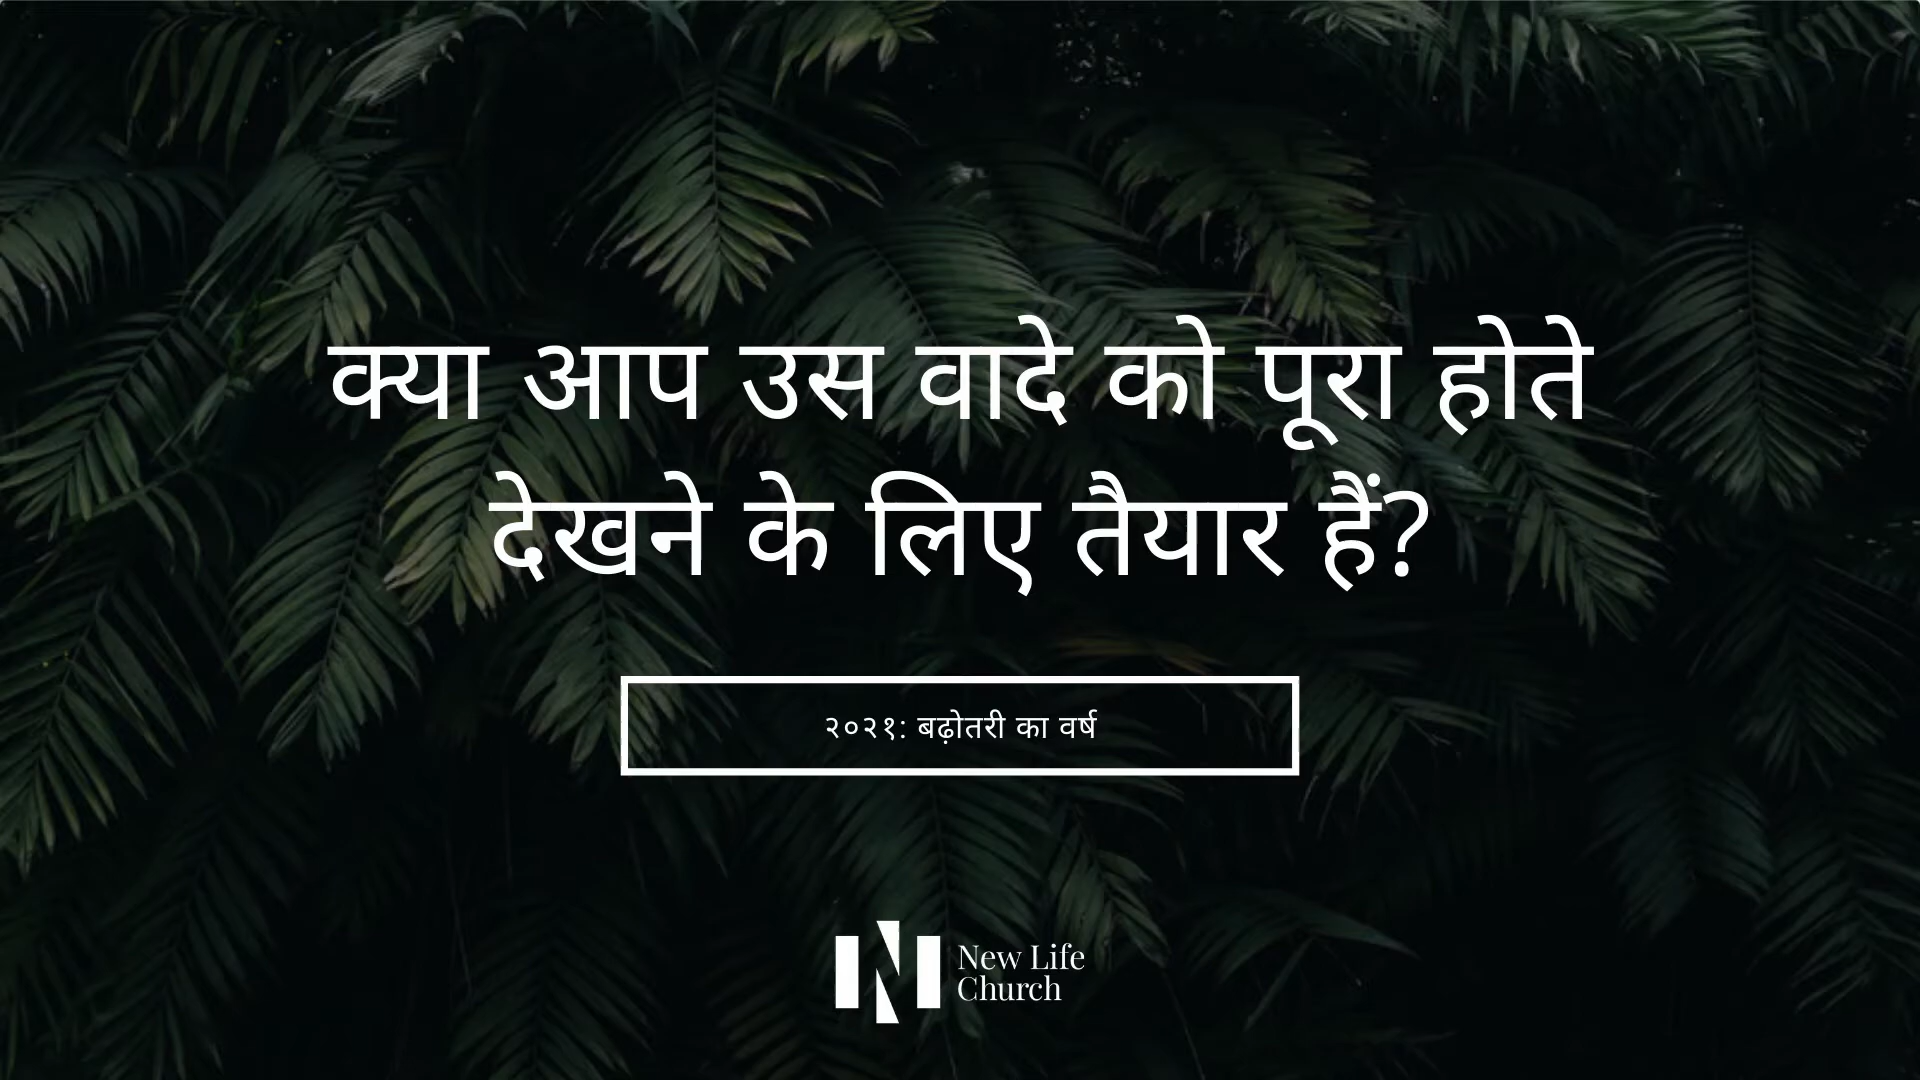 क्या आप उस वादे को पूरा होते
देखने के लिए तैयार हैं?
२०२१: बढ़ोतरी का वर्ष
New Life
Church